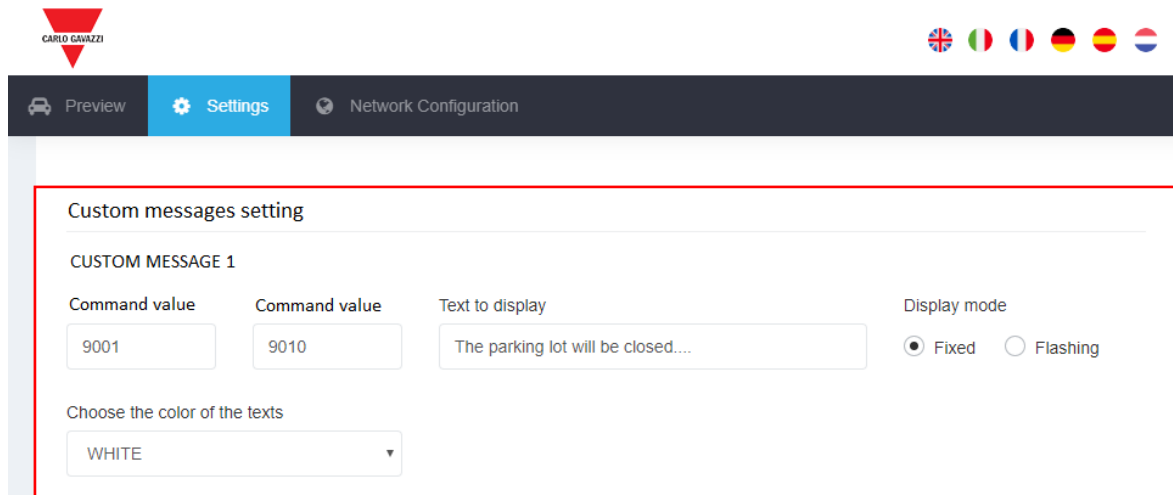 CARLO GAVAZZI
Preview Settings Network Configuration
Custom messages setting
CUSTOM MESSAGE 1
Command value Command value Text to display Display mode
9001 9010 The parking lot will be closed.... Fixed Flashing
Choose the color of the texts
WHITE